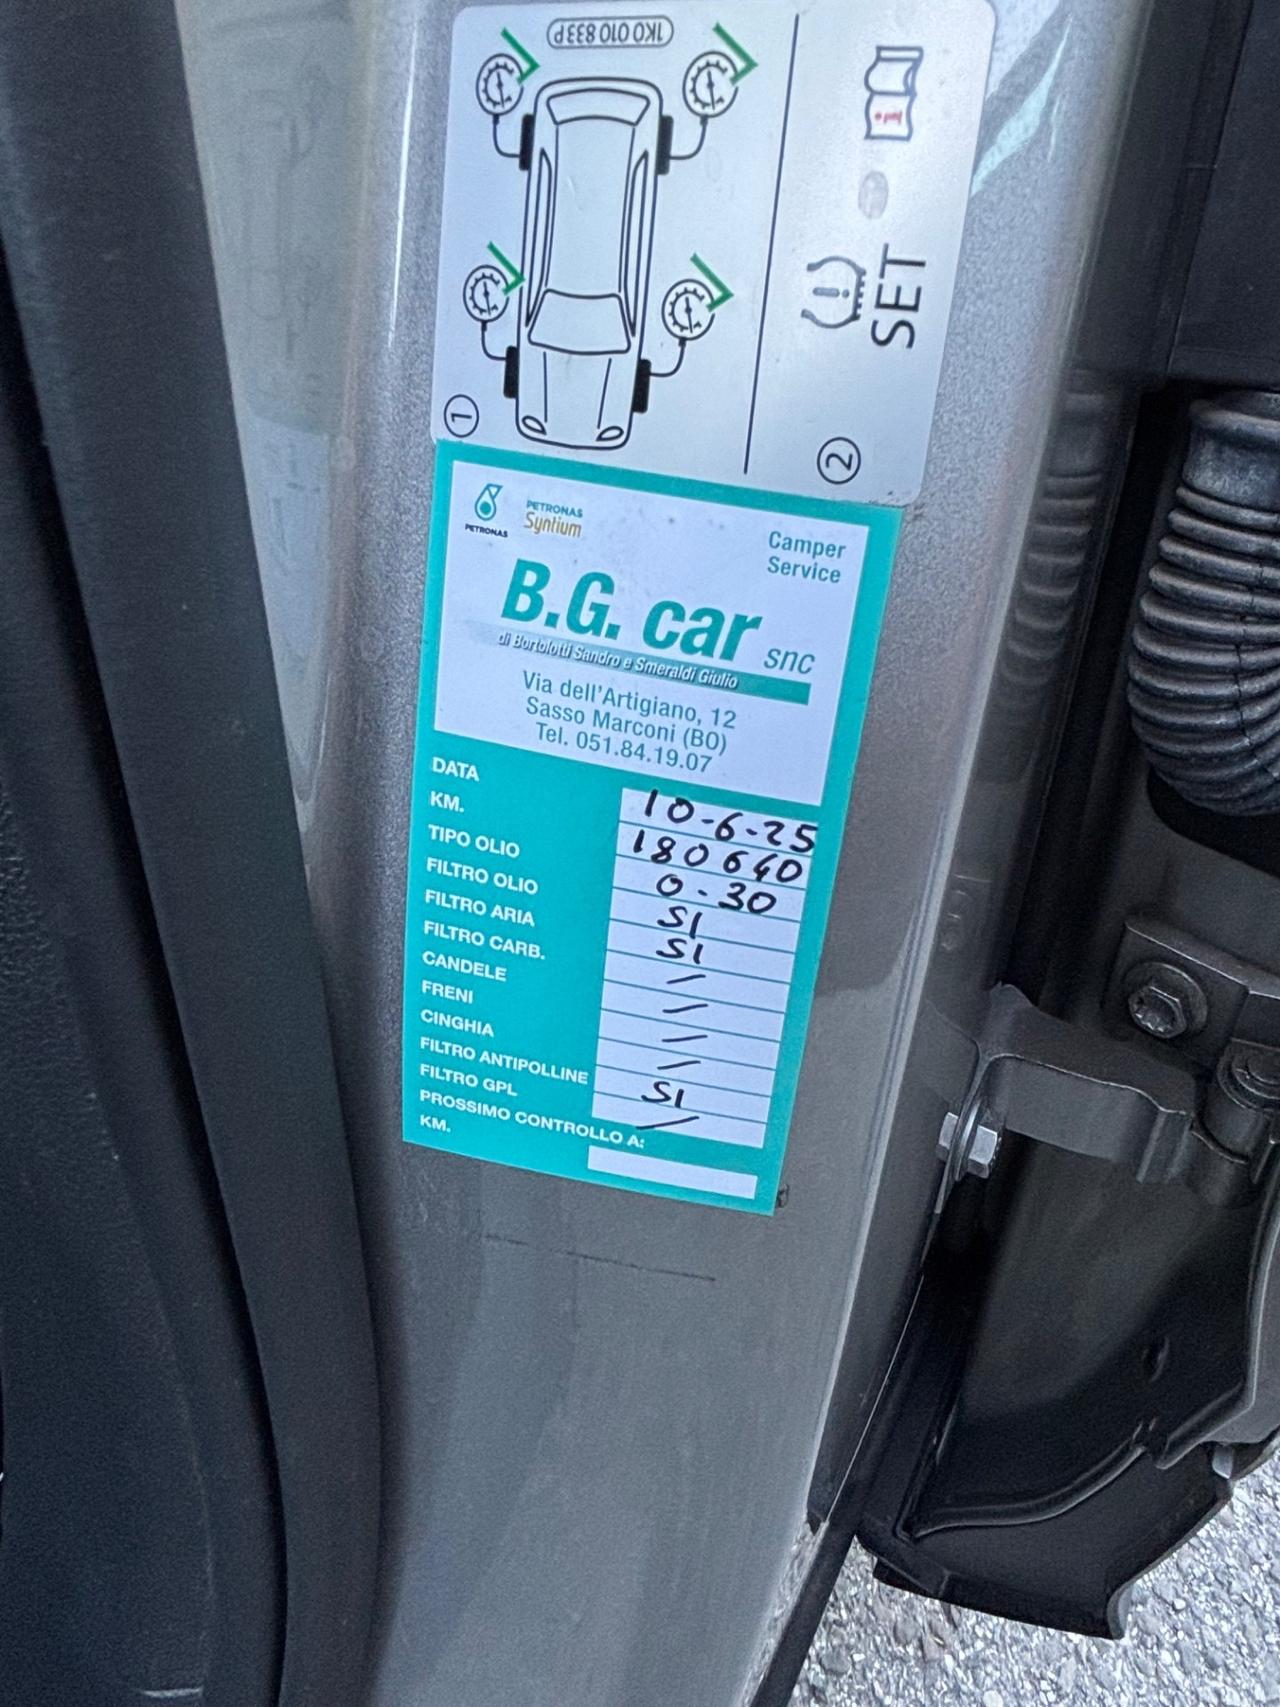 1K0 010 833 P
1
2
SET
PETRONAS
PETRONAS
Syntium
Camper
Service
B.G. car snc
di Bortolotti Sandro e Smeraldi Giulio
Via dell'Artigiano, 12
Sasso Marconi (BO)
Tel. 051.84.19.07
DATA 10-6-25
KM. 180640
TIPO OLIO 0-30
FILTRO OLIO SI
FILTRO ARIA SI
FILTRO CARB. /
CANDELE /
FRENI /
CINGHIA /
FILTRO ANTIPOLLINE SI
FILTRO GPL /
PROSSIMO CONTROLLO A:
KM.